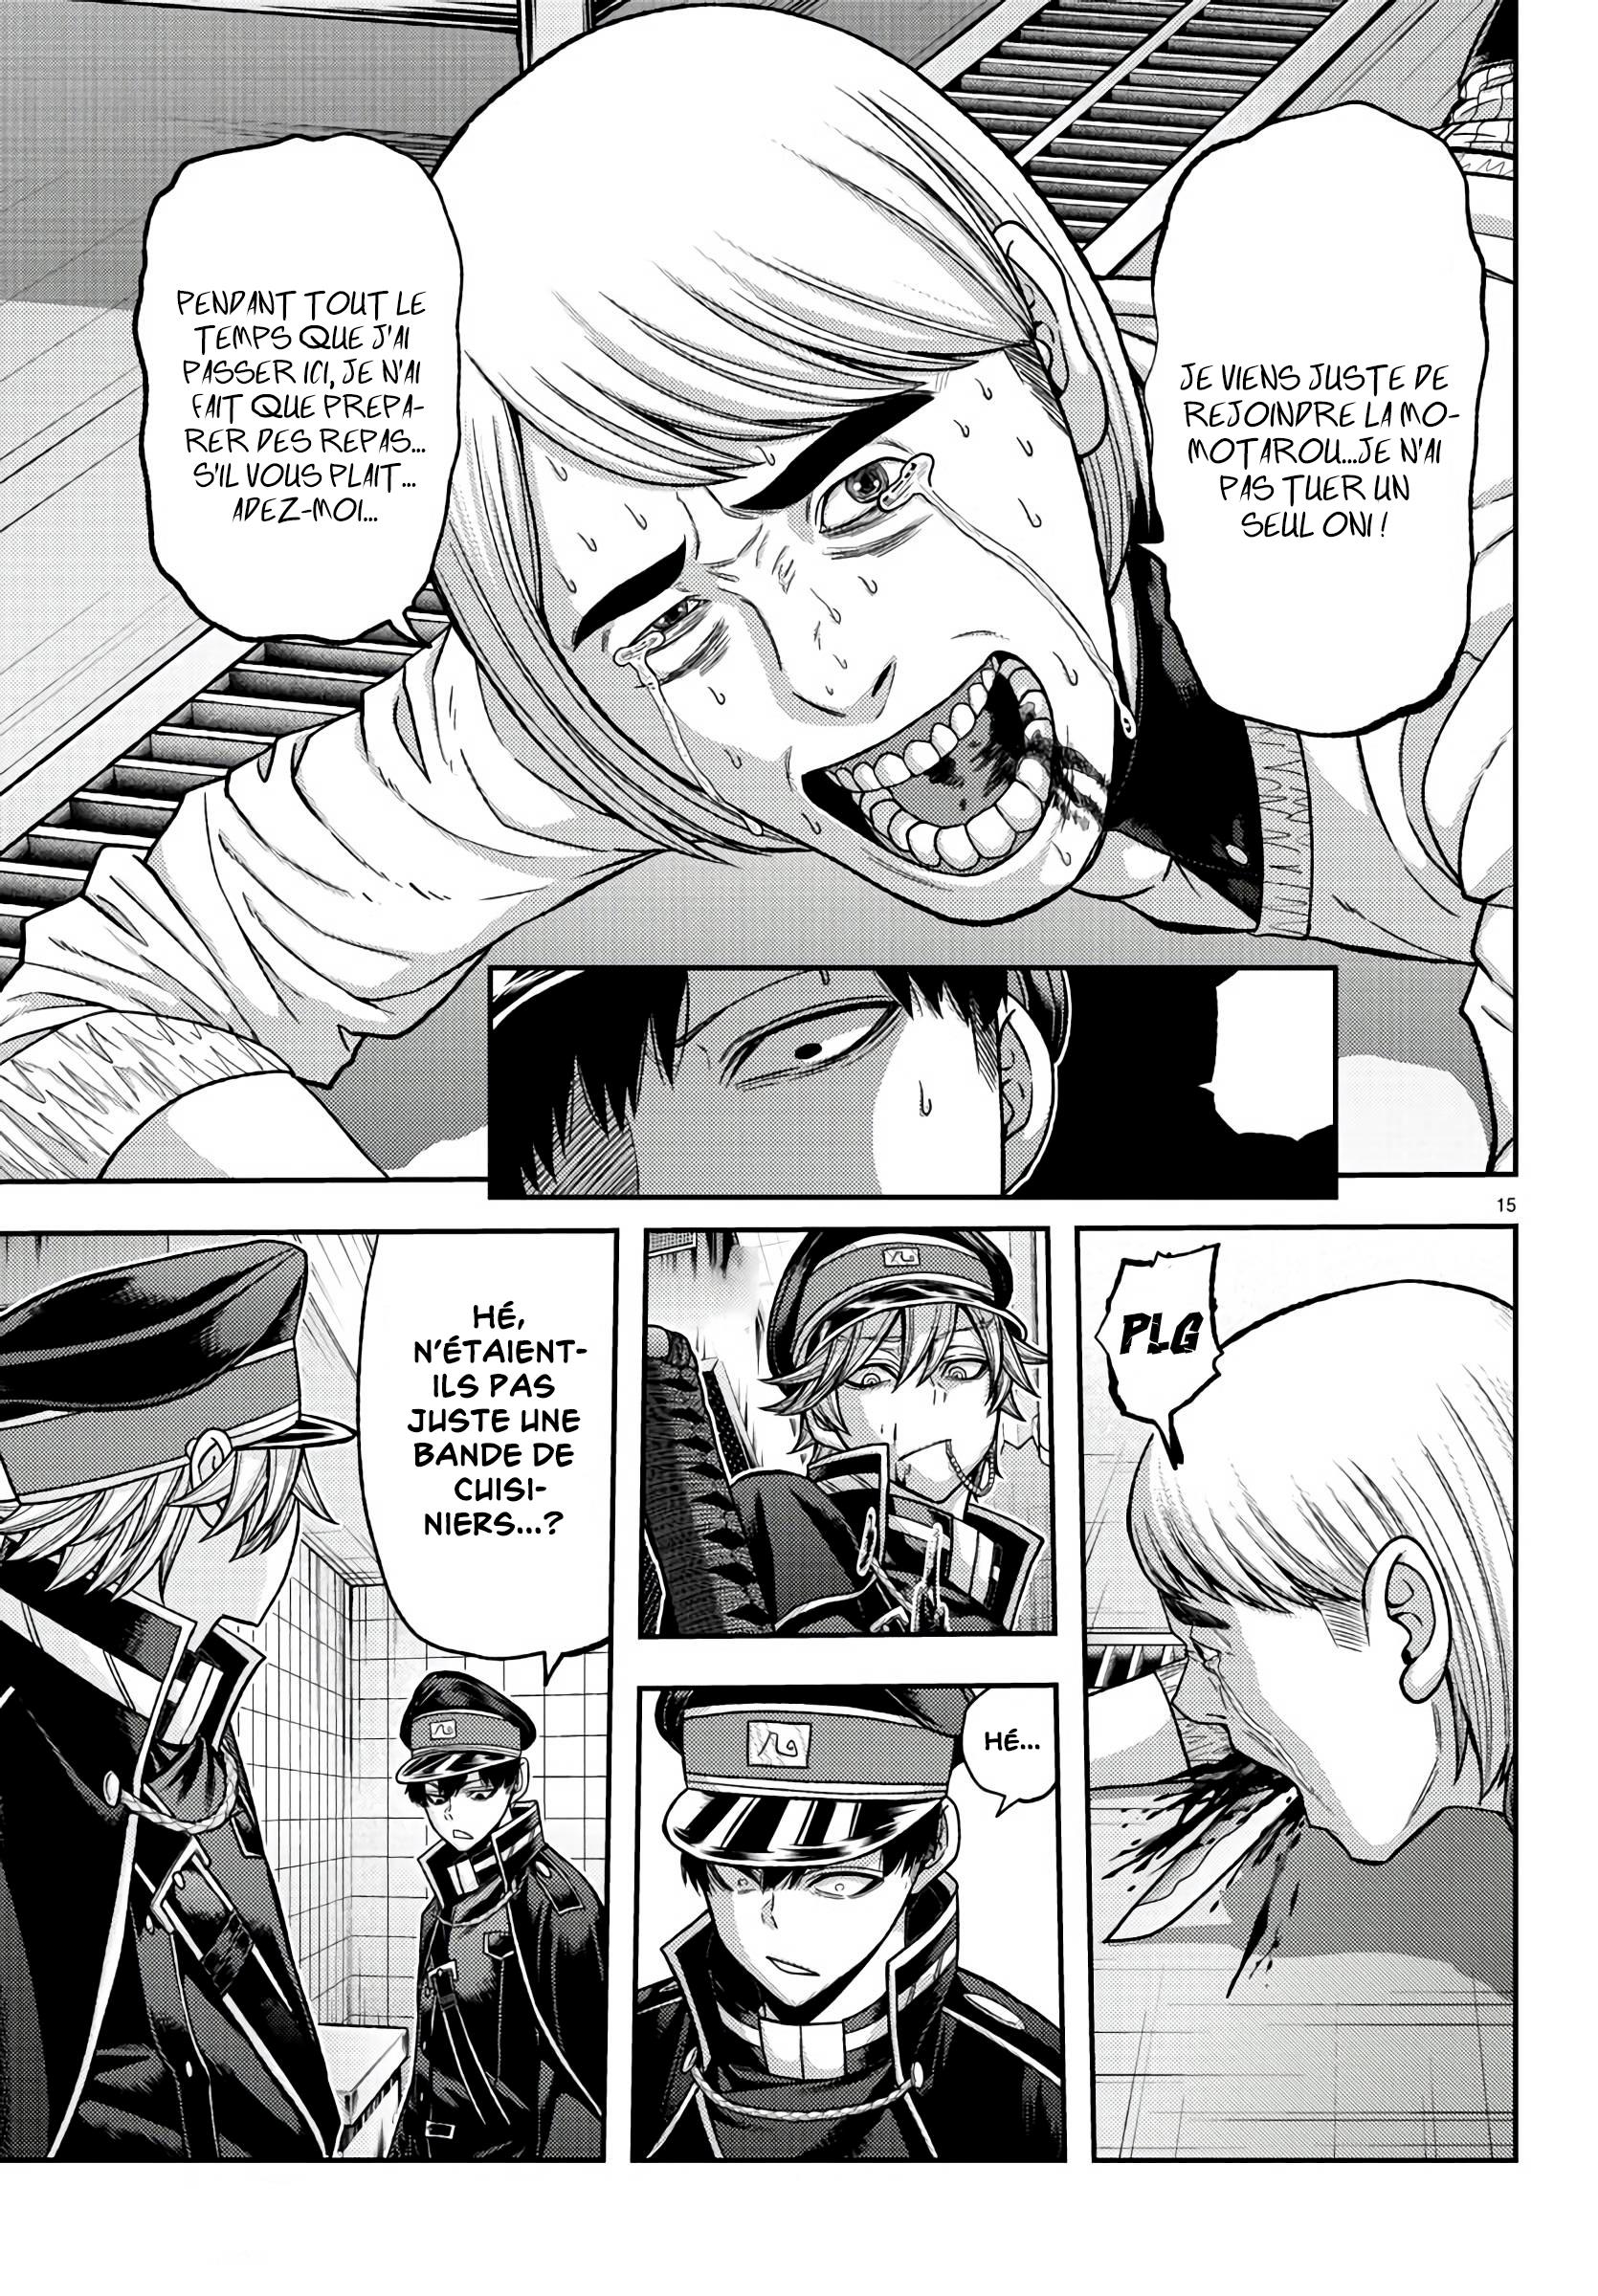 JE VIENS JUSTE DE
REJOINDRE LA MO-
MOTAROU...JE N'AI
PAS TUER UN
SEUL ONI !
PENDANT TOUT LE
TEMPS QUE J'AI
PASSER ICI, JE N'AI
FAIT QUE PREPA-
RER DES REPAS...
S'IL VOUS PLAIT...
ADEZ-MOI...
15
PLG
HÉ...
HÉ,
N'ÉTAIENT-
ILS PAS
JUSTE UNE
BANDE DE
CUISI-
NIERS...?